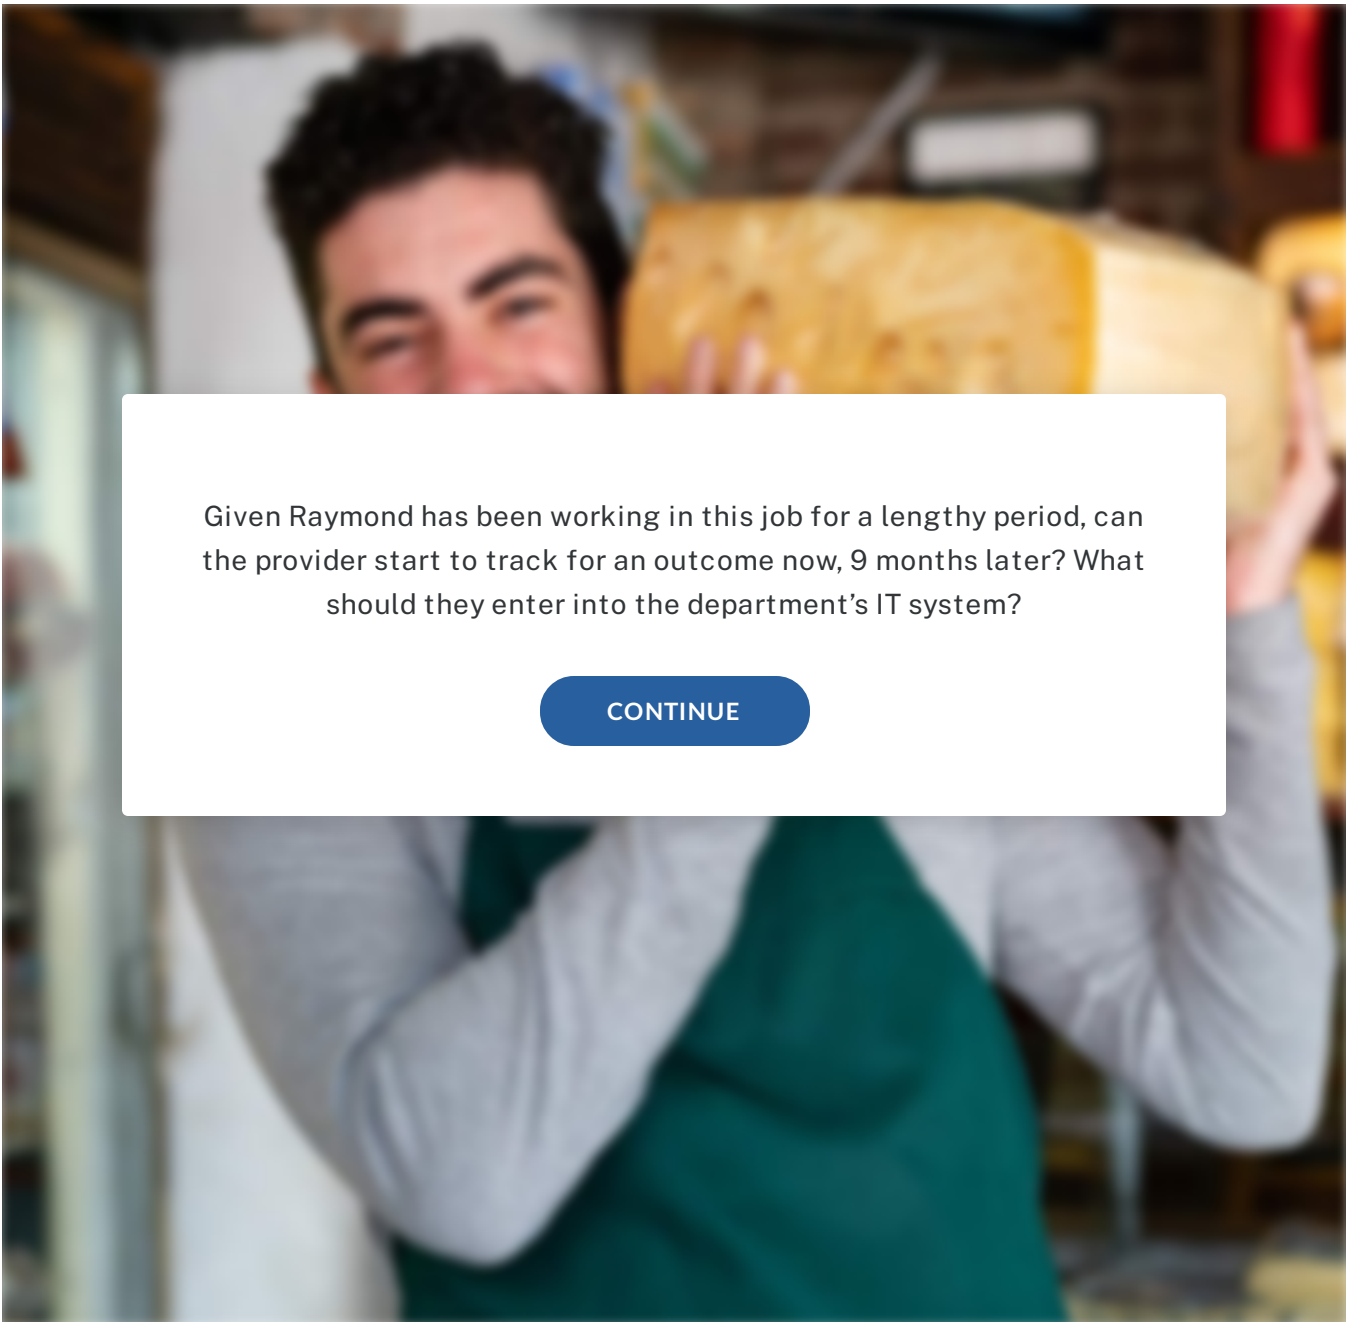 Given Raymond has been working in this job for a lengthy period, can
the provider start to track for an outcome now, 9 months later? What
should they enter into the department’s IT system?
CONTINUE